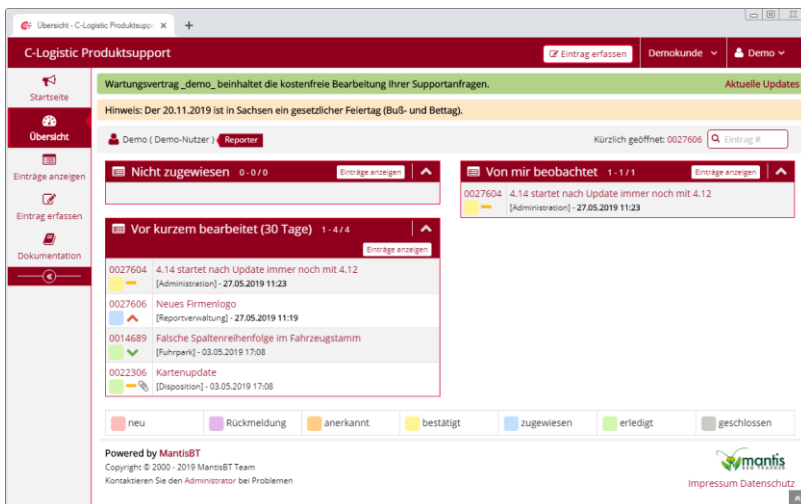 Übersicht - C-Logistic Produktsuppo
C-Logistic Produktsupport
Eintrag erfassen
Demokunde
Demo
Startseite
Übersicht
Einträge anzeigen
Eintrag erfassen
Dokumentation
Wartungsvertrag _demo_ beinhaltet die kostenfreie Bearbeitung Ihrer Supportanfragen.
Aktuelle Updates
Hinweis: Der 20.11.2019 ist in Sachsen ein gesetzlicher Feiertag (Buß- und Bettag).
Demo ( Demo-Nutzer ) Reporter
Kürzlich geöffnet: 0027606
Eintrag #
Nicht zugewiesen 0 - 0 / 0
Einträge anzeigen
Vor kurzem bearbeitet (30 Tage) 1 - 4 / 4
Einträge anzeigen
0027604 4.14 startet nach Update immer noch mit 4.12
[Administration] - 27.05.2019 11:23
0027606 Neues Firmenlogo
[Reportverwaltung] - 27.05.2019 11:19
0014689 Falsche Spaltenreihenfolge im Fahrzeugstamm
[Fuhrpark] - 03.05.2019 17:08
0022306 Kartenupdate
[Disposition] - 03.05.2019 17:08
Von mir beobachtet 1 - 1 / 1
Einträge anzeigen
0027604 4.14 startet nach Update immer noch mit 4.12
[Administration] - 27.05.2019 11:23
neu
Rückmeldung
anerkannt
bestätigt
zugewiesen
erledigt
geschlossen
Powered by MantisBT
Copyright © 2000 - 2019 MantisBT Team
Kontaktieren Sie den Administrator bei Problemen
mantis
BUG TRACKER
Impressum Datenschutz